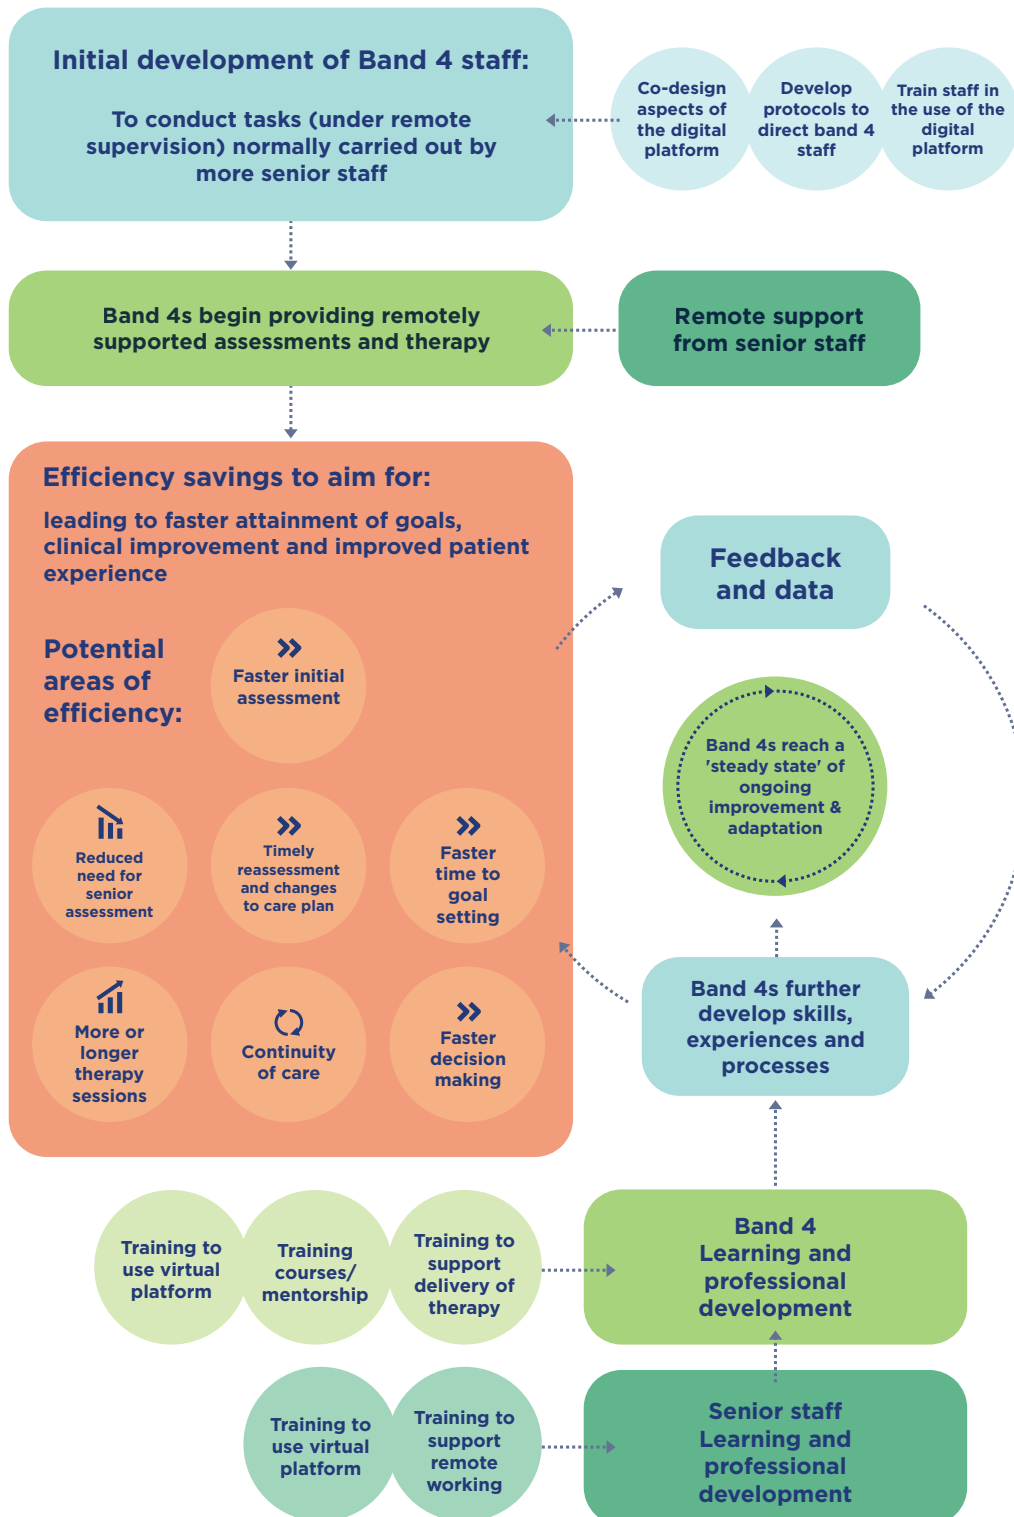 Initial development of Band 4 staff:
To conduct tasks (under remote
supervision) normally carried out by
more senior staff
Co-design
aspects of
the digital
platform
Develop
protocols to
direct band 4
staff
Train staff in
the use of the
digital
platform
Band 4s begin providing remotely
supported assessments and therapy
Remote support
from senior staff
Efficiency savings to aim for:
leading to faster attainment of goals,
clinical improvement and improved patient
experience
Potential
areas of
efficiency:
Faster initial
assessment
Reduced
need for
senior
assessment
Timely
reassessment
and changes
to care plan
Faster
time to
goal
setting
More or
longer
therapy
sessions
Continuity
of care
Faster
decision
making
Feedback
and data
Band 4s reach a
'steady state' of
ongoing
improvement &
adaptation
Band 4s further
develop skills,
experiences and
processes
Training to
use virtual
platform
Training
courses/
mentorship
Training to
support
delivery of
therapy
Band 4
Learning and
professional
development
Training to
use virtual
platform
Training to
support
remote
working
Senior staff
Learning and
professional
development